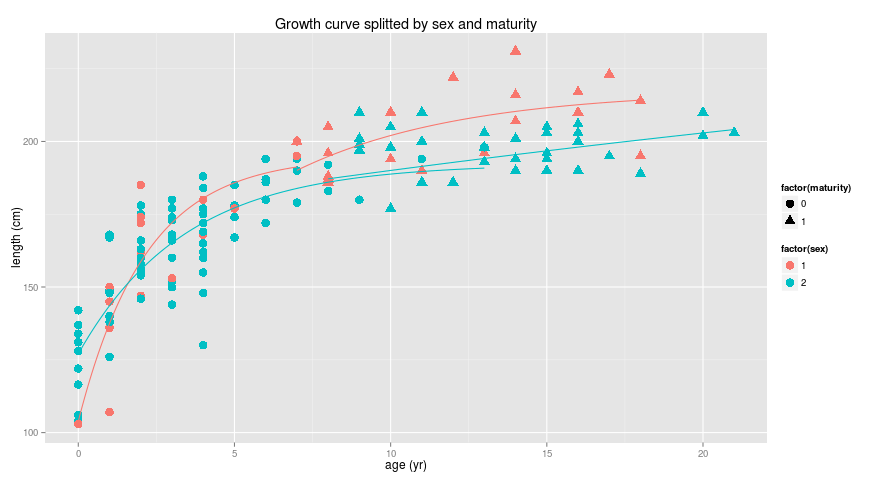 Growth curve splitted by sex and maturity
length (cm)
200
150
100
0
5
10
15
20
age (yr)
factor(maturity)
0
1
factor(sex)
1
2